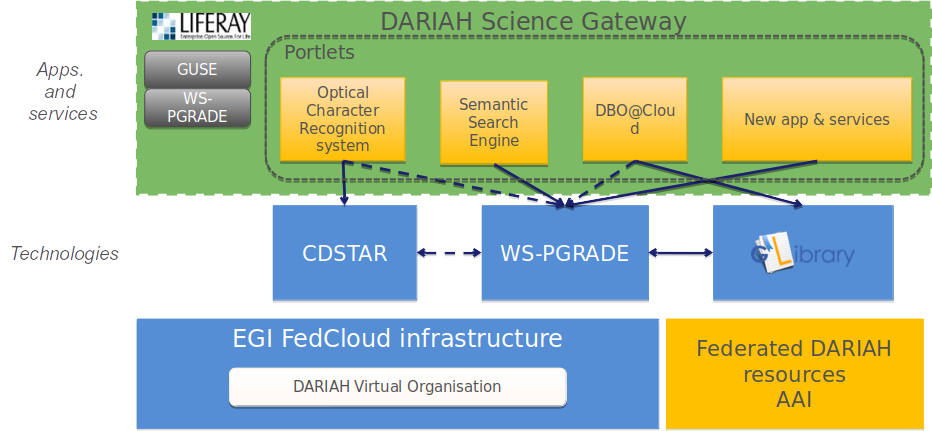 LIFERAY
Enterprise. Open Source. For Life.
DARIAH Science Gateway
Portlets
Apps.
and
services
GUSE
WS-
PGRADE
Optical
Character
Recognition
system
Semantic
Search
Engine
DBO@Clou
d
New app & services
Technologies
CDSTAR
WS-PGRADE
gLibrary
EGI FedCloud infrastructure
DARIAH Virtual Organisation
Federated DARIAH
resources
AAI